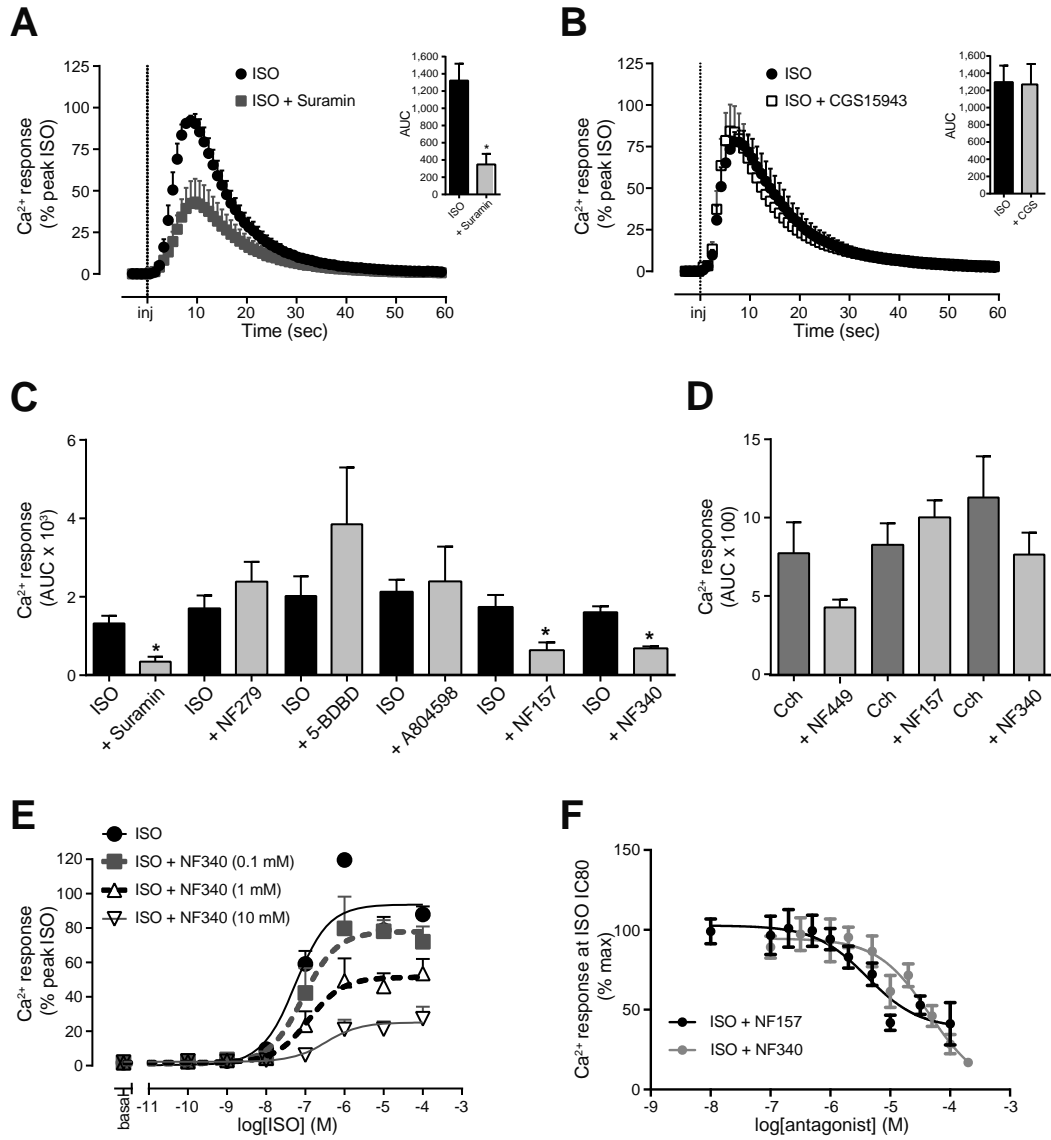 A
125
100
75
50
25
0
Ca²⁺ response
(% peak ISO)
ISO
ISO + Suramin
inj
10
20
30
40
50
60
Time (sec)
1,600
1,400
1,200
1,000
800
600
400
200
0
AUC
*
ISO
+ Suramin
B
125
100
75
50
25
0
Ca²⁺ response
(% peak ISO)
ISO
ISO + CGS15943
inj
10
20
30
40
50
60
Time (sec)
1,600
1,400
1,200
1,000
800
600
400
200
0
AUC
ISO
+ CGS
C
6
4
2
0
Ca²⁺ response
(AUC x 10³)
*
*
*
ISO
+ Suramin
ISO
+ NF279
ISO
+ 5-BDBD
ISO
+ A804598
ISO
+ NF157
ISO
+ NF340
D
15
10
5
0
Ca²⁺ response
(AUC x 100)
Cch
+ NF449
Cch
+ NF157
Cch
+ NF340
E
ISO
ISO + NF340 (0.1 mM)
ISO + NF340 (1 mM)
ISO + NF340 (10 mM)
120
100
80
60
40
20
0
Ca²⁺ response
(% peak ISO)
basal
-11
-10
-9
-8
-7
-6
-5
-4
-3
log[ISO] (M)
F
150
100
50
0
Ca²⁺ response at ISO IC80
(% max)
ISO + NF157
ISO + NF340
-9
-8
-7
-6
-5
-4
-3
log[antagonist] (M)